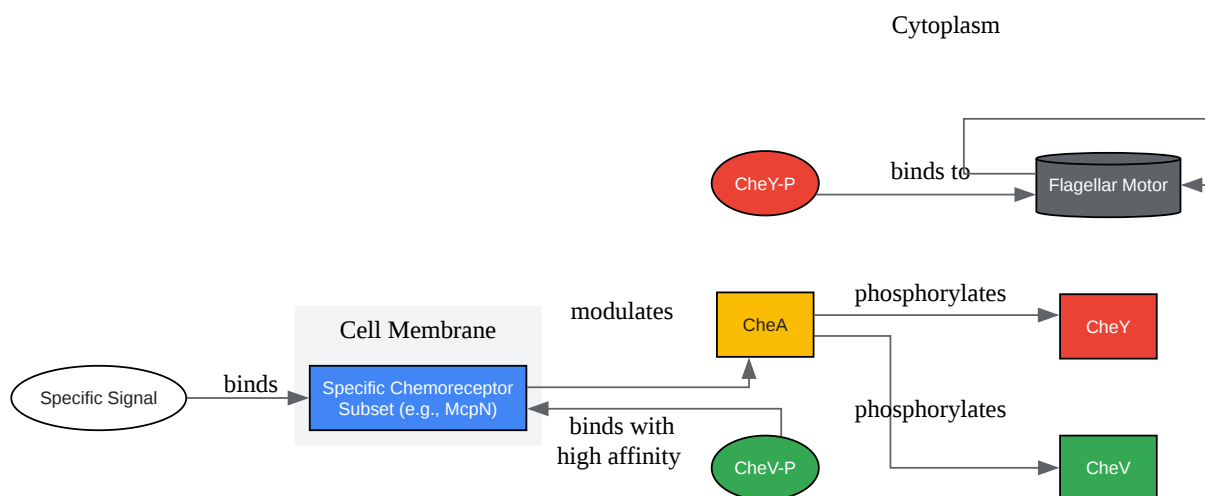 Cytoplasm
CheY-P
binds to
Flagellar Motor
modulates
CheA
phosphorylates
CheY
Cell Membrane
Specific Signal
binds
Specific Chemoreceptor
Subset (e.g., McpN)
phosphorylates
binds with
high affinity
CheV-P
CheV